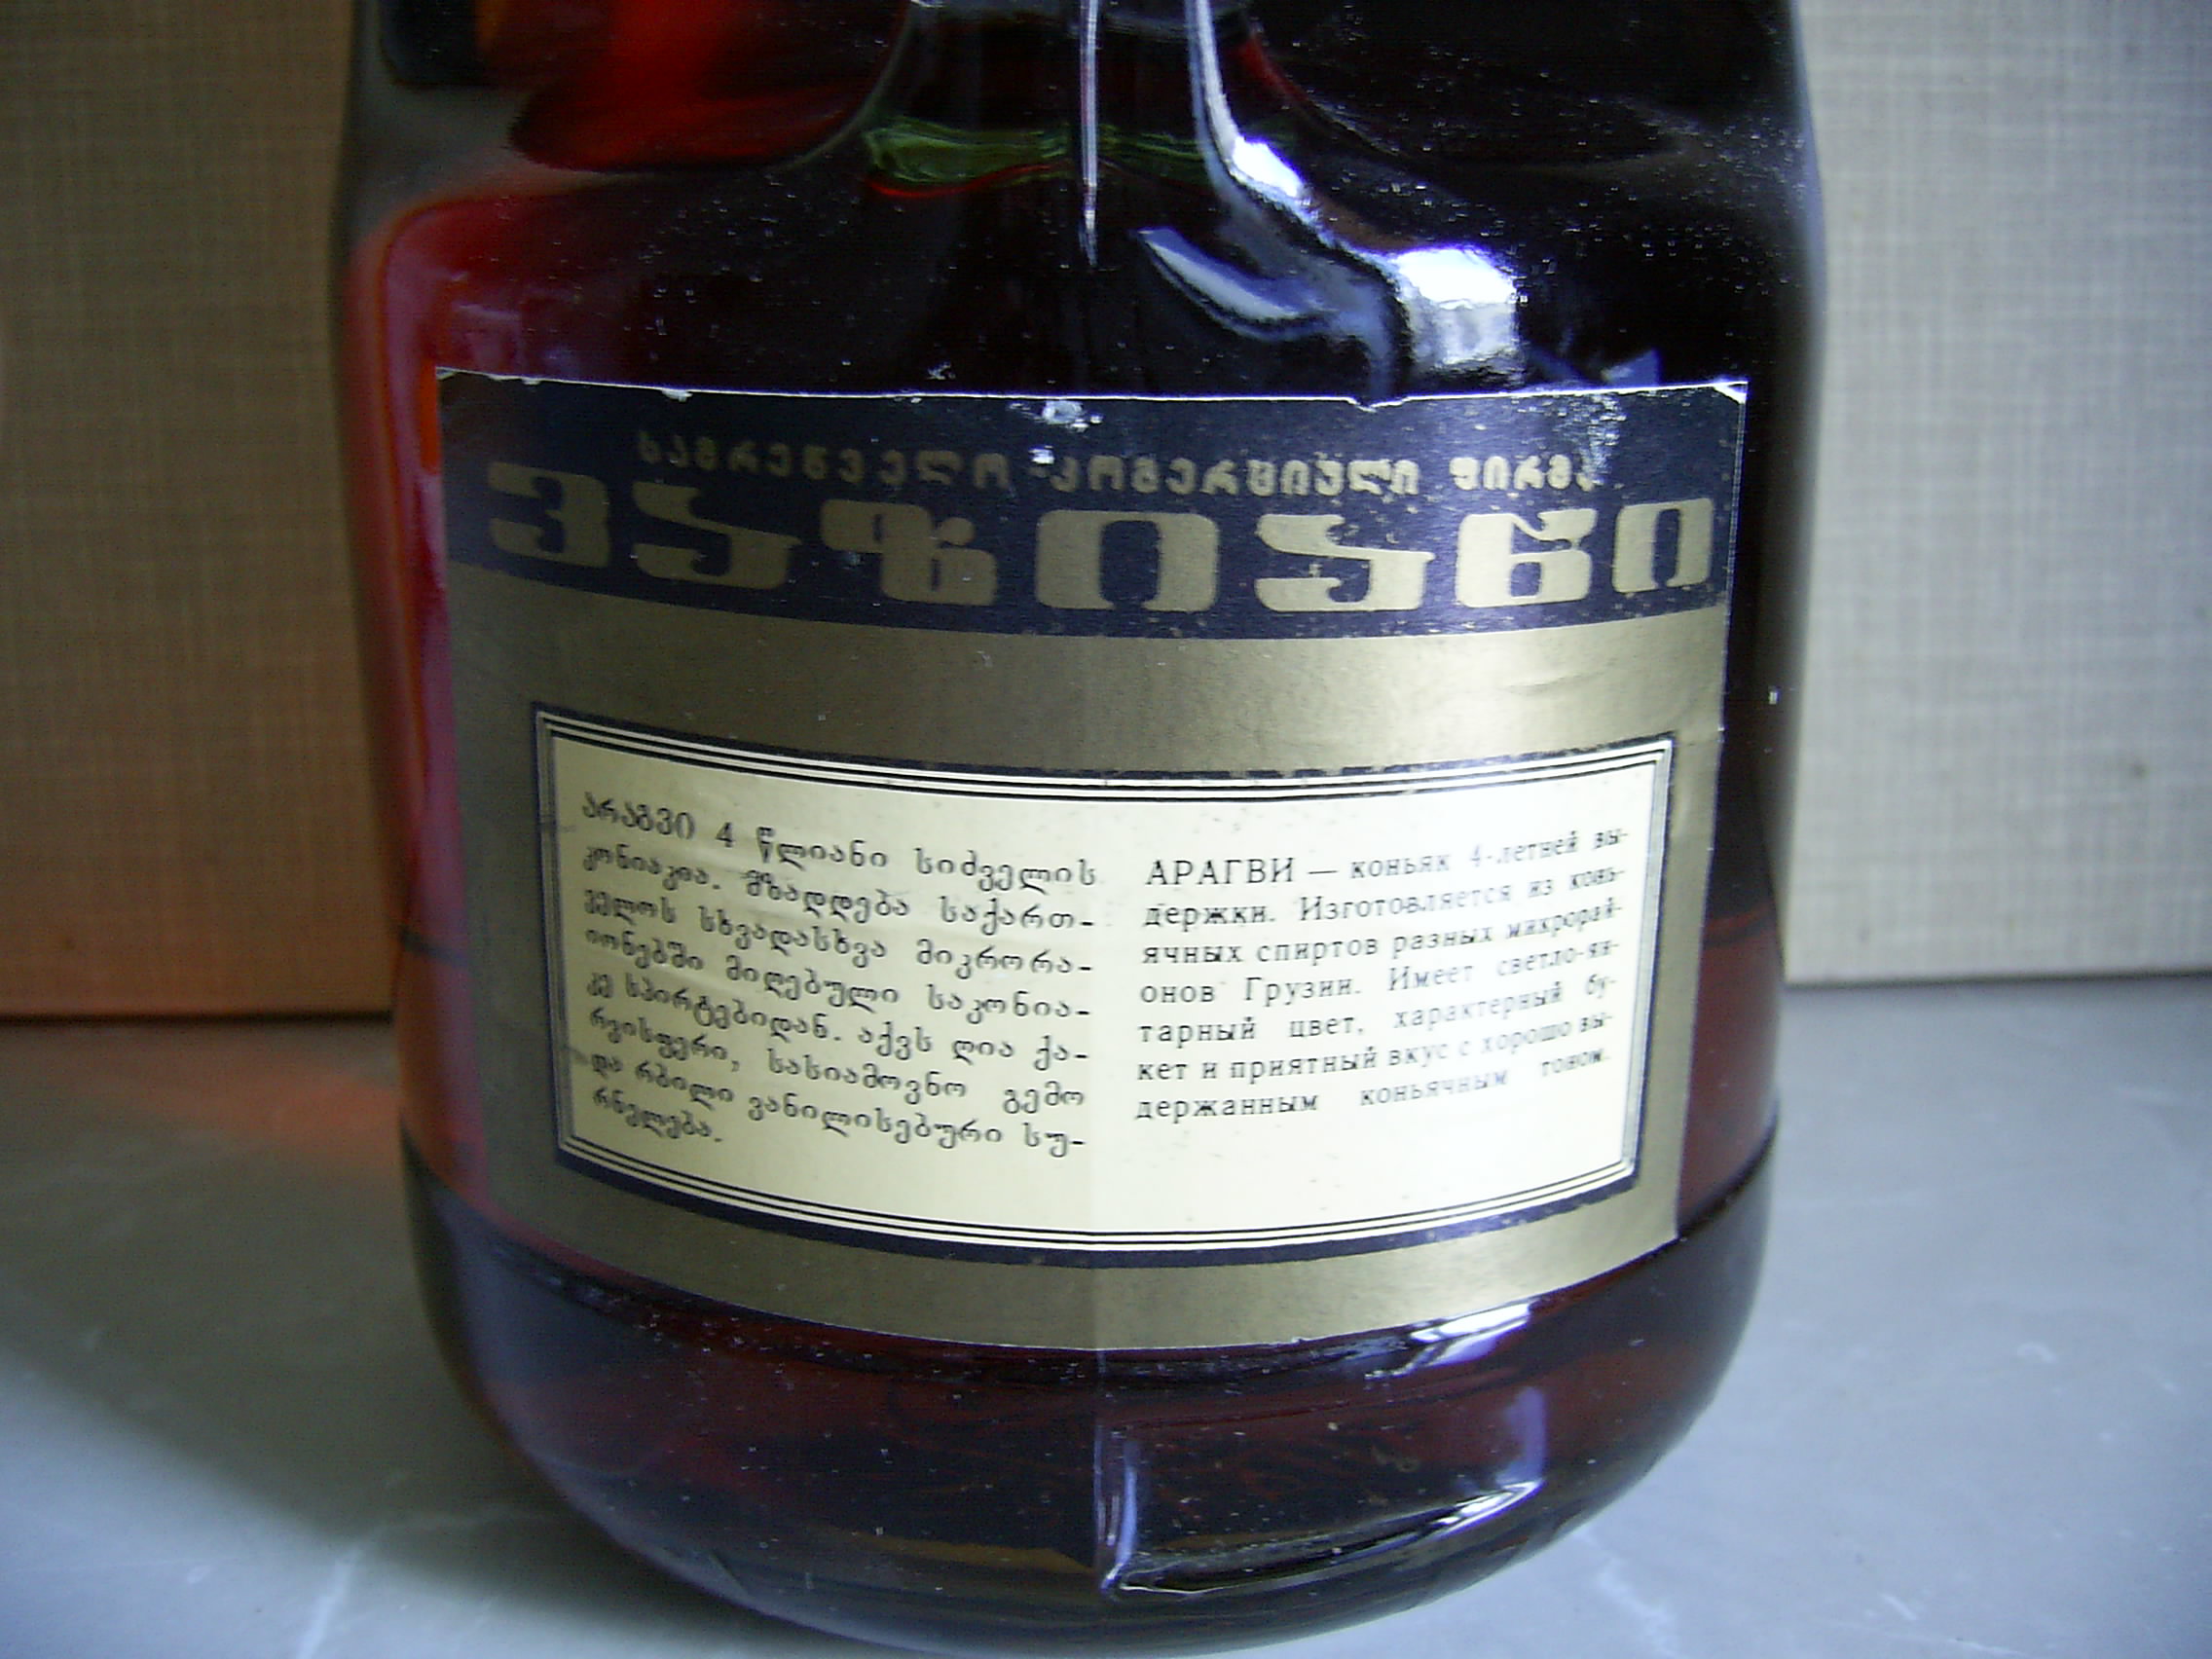 სავაჭრო-კომერციული ფირმა
ვაზიანი
არაგვი 4 წლიანი სიძველის
კონიაკია. მზადდება საქართ-
ველოს სხვადასხვა მიკრორა-
იონებში მიღებული საკონია-
კე სპირტებიდან. აქვს ღია ქა-
რვისფერი, სასიამოვნო გემო
და რბილი ვანილისებური სუ-
რნელება.
АРАГВИ — коньяк 4-летней вы-
держки. Изготовляется из конь-
ячных спиртов разных микрорай-
онов Грузии. Имеет светло-ян-
тарный цвет, характерный бу-
кет и приятный вкус с хорошо вы-
держанным коньячным тоном.